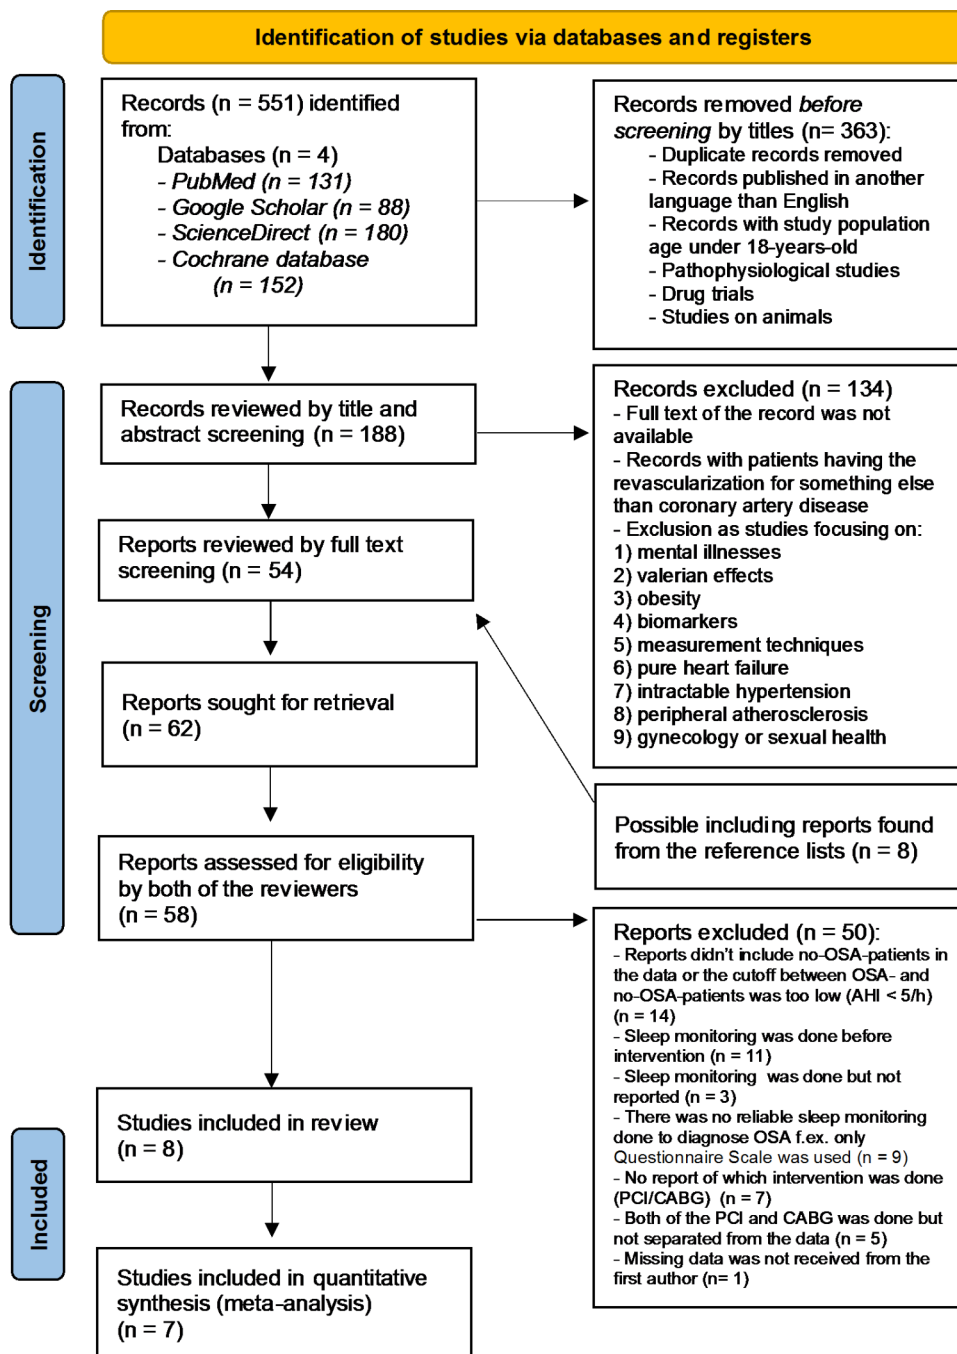 Identification of studies via databases and registers
Identification
Records (n = 551) identified
from:
Databases (n = 4)
- PubMed (n = 131)
- Google Scholar (n = 88)
- ScienceDirect (n = 180)
- Cochrane database
(n = 152)
Records removed before
screening by titles (n= 363):
- Duplicate records removed
- Records published in another
language than English
- Records with study population
age under 18-years-old
- Pathophysiological studies
- Drug trials
- Studies on animals
Screening
Records reviewed by title and
abstract screening (n = 188)
Records excluded (n = 134)
- Full text of the record was not
available
- Records with patients having the
revascularization for something else
than coronary artery disease
- Exclusion as studies focusing on:
1) mental illnesses
2) valerian effects
3) obesity
4) biomarkers
5) measurement techniques
6) pure heart failure
7) intractable hypertension
8) peripheral atherosclerosis
9) gynecology or sexual health
Reports reviewed by full text
screening (n = 54)
Reports sought for retrieval
(n = 62)
Possible including reports found
from the reference lists (n = 8)
Reports assessed for eligibility
by both of the reviewers
(n = 58)
Reports excluded (n = 50):
- Reports didn't include no-OSA-patients in
the data or the cutoff between OSA- and
no-OSA-patients was too low (AHI < 5/h)
(n = 14)
- Sleep monitoring was done before
intervention (n = 11)
- Sleep monitoring was done but not
reported (n = 3)
- There was no reliable sleep monitoring
done to diagnose OSA f.ex. only
Questionnaire Scale was used (n = 9)
- No report of which intervention was done
(PCI/CABG) (n = 7)
- Both of the PCI and CABG was done but
not separated from the data (n = 5)
- Missing data was not received from the
first author (n= 1)
Included
Studies included in review
(n = 8)
Studies included in quantitative
synthesis (meta-analysis)
(n = 7)